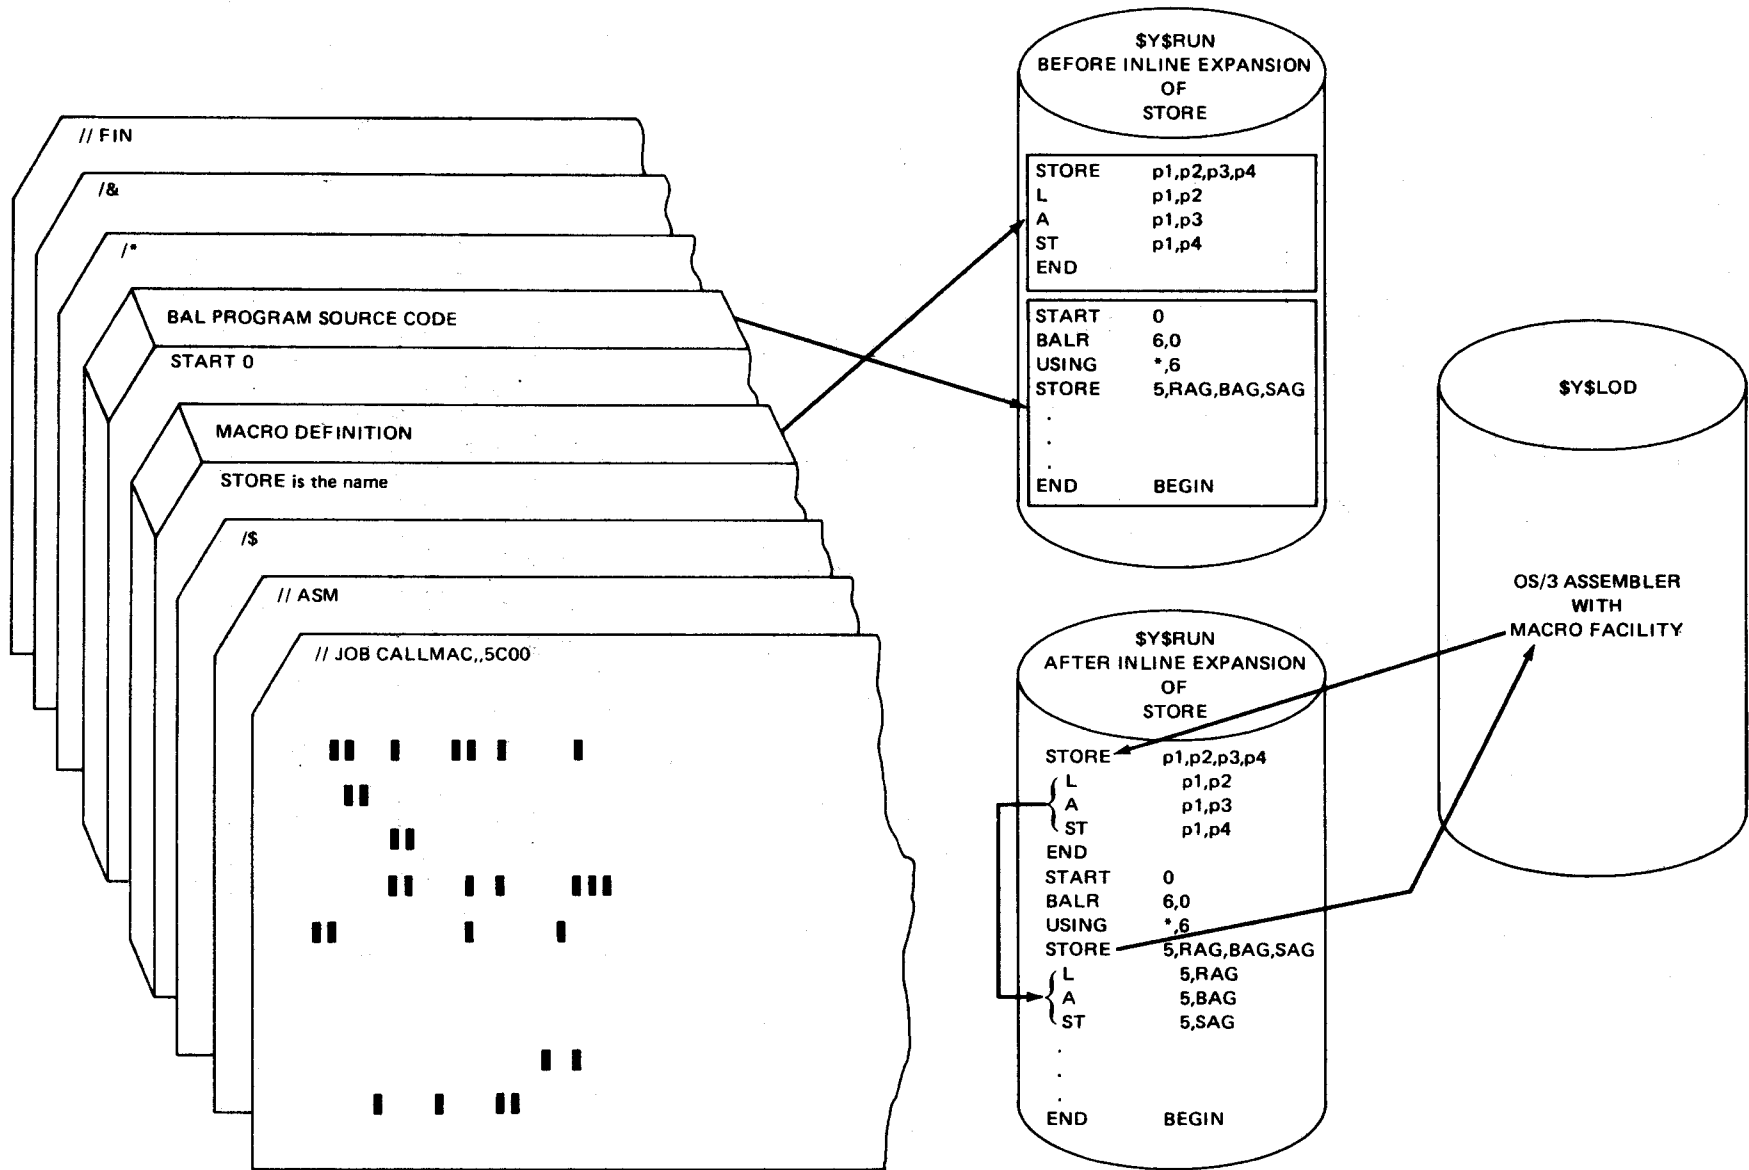 // FIN
/&
/*
BAL PROGRAM SOURCE CODE
START 0
MACRO DEFINITION
STORE is the name
/$
// ASM
// JOB CALLMAC,,5C00
$Y$RUN
BEFORE INLINE EXPANSION
OF
STORE
STORE p1,p2,p3,p4
L p1,p2
A p1,p3
ST p1,p4
END
START 0
BALR 6,0
USING *,6
STORE 5,RAG,BAG,SAG
.
.
.
END BEGIN
$Y$RUN
AFTER INLINE EXPANSION
OF
STORE
STORE p1,p2,p3,p4
L p1,p2
A p1,p3
ST p1,p4
END
START 0
BALR 6,0
USING *,6
STORE 5,RAG,BAG,SAG
L 5,RAG
A 5,BAG
ST 5,SAG
.
.
.
END BEGIN
$Y$LOD
OS/3 ASSEMBLER
WITH
MACRO FACILITY